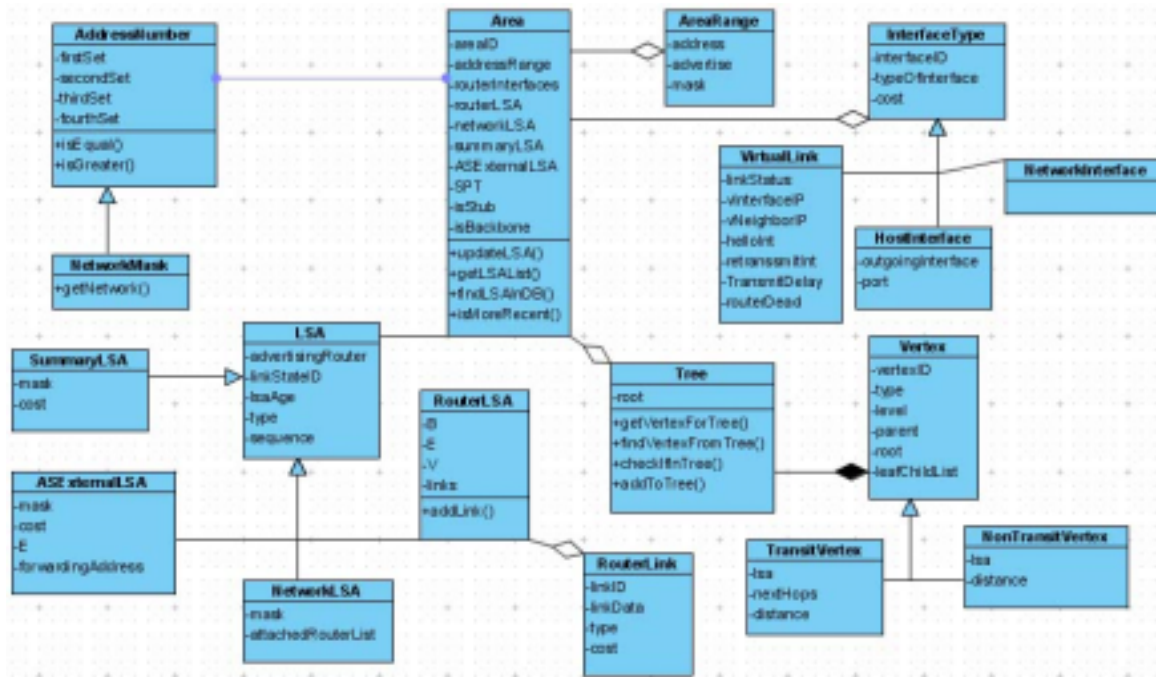 AddressNumber
-firstSet
-secondSet
-thirdSet
-fourthSet
+isEqual()
+isGreater()
NetworkMask
+getNetwork()
Area
-areaID
-addressRange
-routerInterfaces
-routerLSA
-networkLSA
-summaryLSA
-ASExternalLSA
-SPT
-isStub
-isBackbone
+updateLSA()
+getLSAList()
+findLSAInDB()
+isMoreRecent()
AreaRange
-address
-advertise
-mask
InterfaceType
-interfaceID
-typeOfInterface
-cost
VirtualLink
-linkStatus
-vInterfaceIP
-vNeighborIP
-helloInt
-retranssmitInt
-TransmitDelay
-routerDead
NetworkInterface
HostInterface
-outgoingInterface
-port
LSA
-advertisingRouter
-linkStateID
-lsaAge
-type
-sequence
SummaryLSA
-mask
-cost
ASExternalLSA
-mask
-cost
-E
-forwardingAddress
NetworkLSA
-mask
-attachedRouterList
RouterLSA
-B
-E
-V
-links
+addLink()
RouterLink
-linkID
-linkData
-type
-cost
Tree
-root
+getVertexForTree()
+findVertexFromTree()
+checkIfInTree()
+addToTree()
Vertex
-vertexID
-type
-level
-parent
-root
-leafChildList
TransitVertex
-lsa
-nextHops
-distance
NonTransitVertex
-lsa
-distance